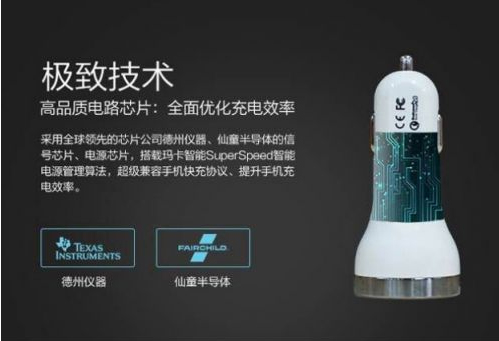 极致技术
高品质电路芯片：全面优化充电效率
采用全球领先的芯片公司德州仪器、仙童半导体的信
号芯片、电源芯片，搭载玛卡智能SuperSpeed智能
电源管理算法，超级兼容手机快充协议、提升手机充
电效率。
TEXAS
INSTRUMENTS
FAIRCHILD
德州仪器
仙童半导体
CE FC